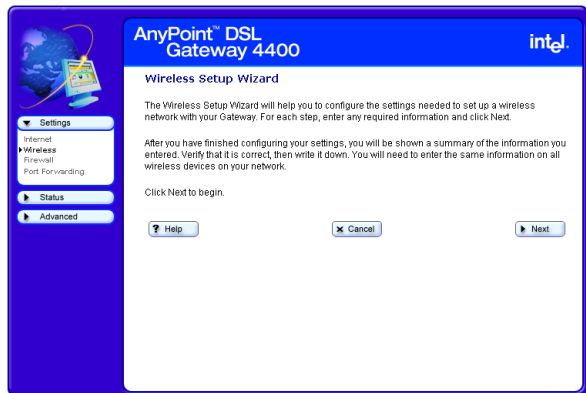 AnyPoint™ DSL
Gateway 4400
intel.
Settings
Internet
Wireless
Firewall
Port Forwarding
Status
Advanced
Wireless Setup Wizard
The Wireless Setup Wizard will help you to configure the settings needed to set up a wireless
network with your Gateway. For each step, enter any required information and click Next.
After you have finished configuring your settings, you will be shown a summary of the information you
entered. Verify that it is correct, then write it down. You will need to enter the same information on all
wireless devices on your network.
Click Next to begin.
? Help
Cancel
Next